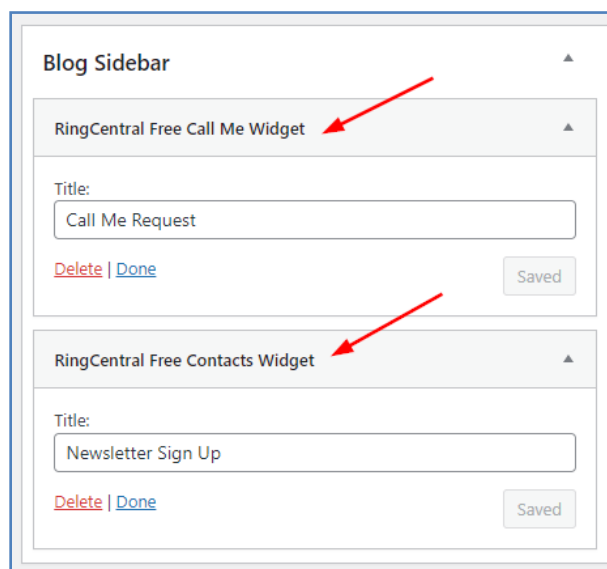 Blog Sidebar
RingCentral Free Call Me Widget
Title:
Call Me Request
Delete | Done
Saved
RingCentral Free Contacts Widget
Title:
Newsletter Sign Up
Delete | Done
Saved